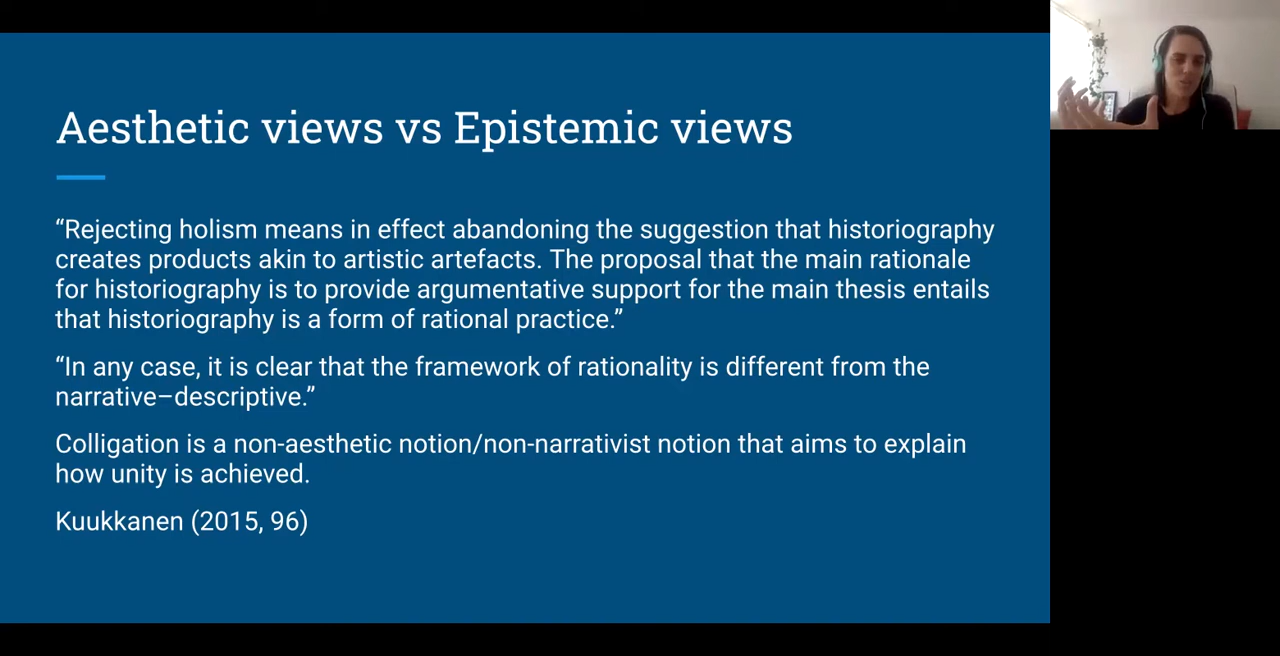 Aesthetic views vs Epistemic views
“Rejecting holism means in effect abandoning the suggestion that historiography
creates products akin to artistic artefacts. The proposal that the main rationale
for historiography is to provide argumentative support for the main thesis entails
that historiography is a form of rational practice.”
“In any case, it is clear that the framework of rationality is different from the
narrative–descriptive.”
Colligation is a non-aesthetic notion/non-narrativist notion that aims to explain
how unity is achieved.
Kuukkanen (2015, 96)